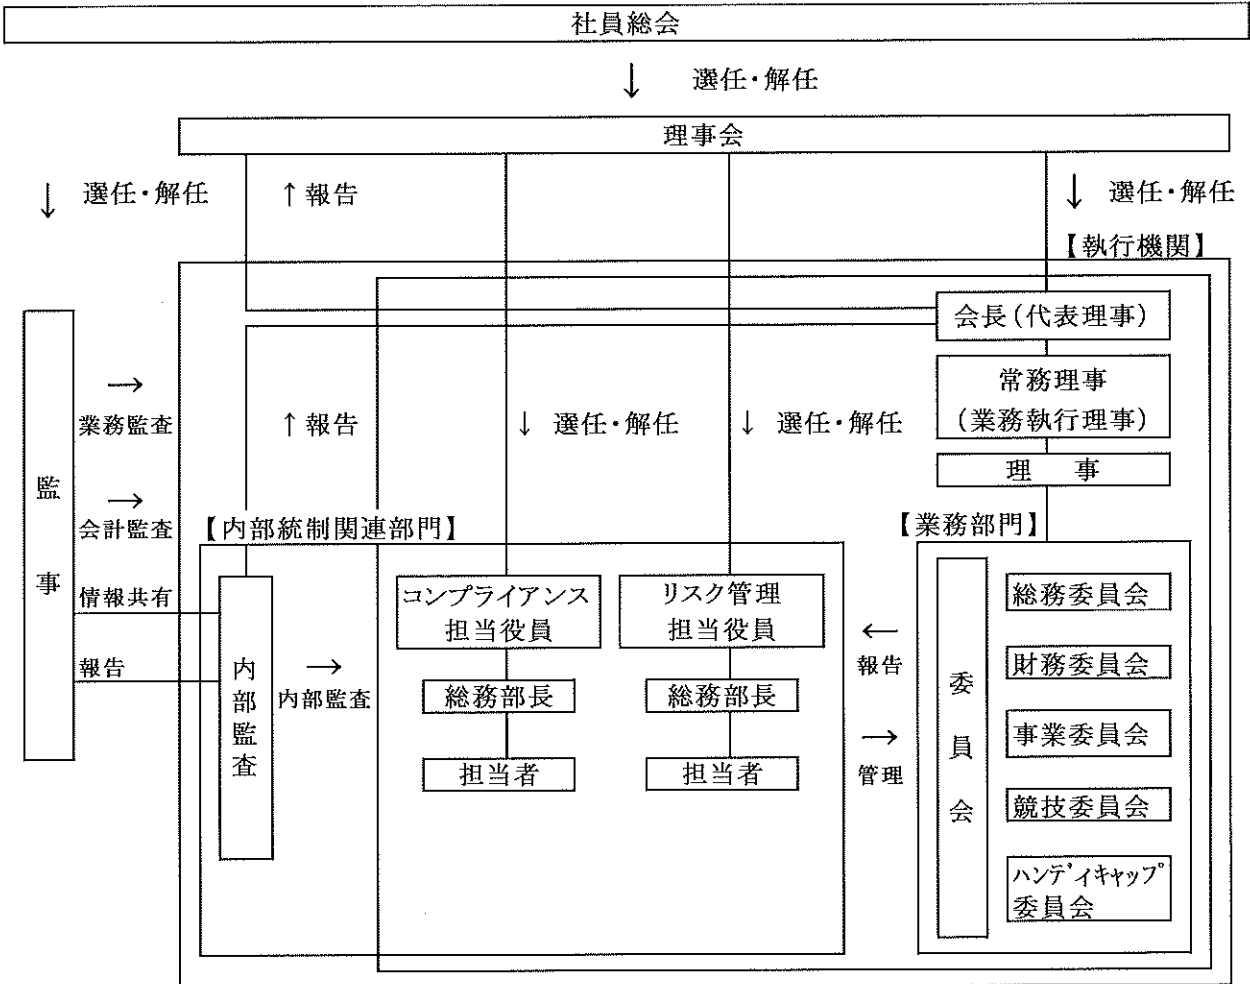 社員総会
↓ 選任・解任
理事会
↓ 選任・解任
↑報告
↓ 選任・解任
【執行機関】
会長(代表理事)
常務理事
(業務執行理事)
理 事
監事
→
業務監査
→
会計監査
情報共有
報告
↑報告
↓ 選任・解任
↓ 選任・解任
【内部統制関連部門】
内部監査
→
内部監査
コンプライアンス
担当役員
総務部長
担当者
リスク管理
担当役員
総務部長
担当者
←
報告
→
管理
【業務部門】
委員会
総務委員会
財務委員会
事業委員会
競技委員会
ハンディキャップ
委員会